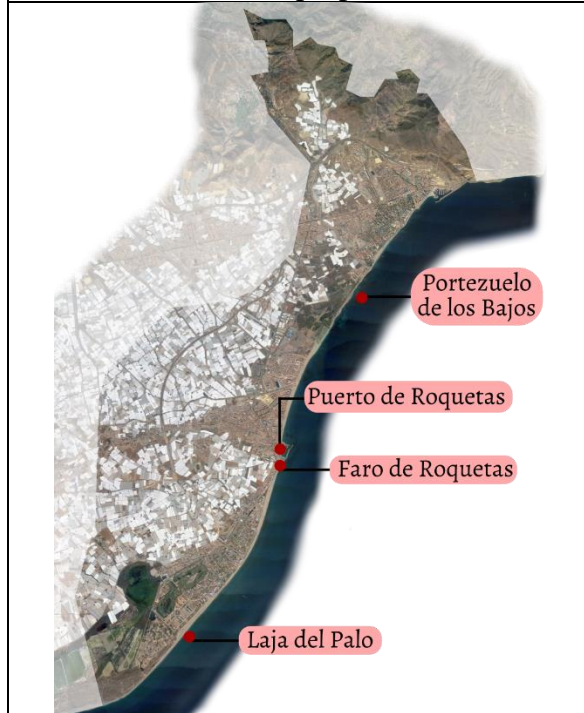 Portezuelo
de los Bajos
Puerto de Roquetas
Faro de Roquetas
Laja del Palo